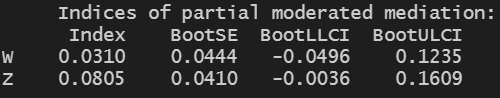 Indices of partial moderated mediation:
Index BootSE BootLLCI BootULCI
W 0.0310 0.0444 -0.0496 0.1235
Z 0.0805 0.0410 -0.0036 0.1609